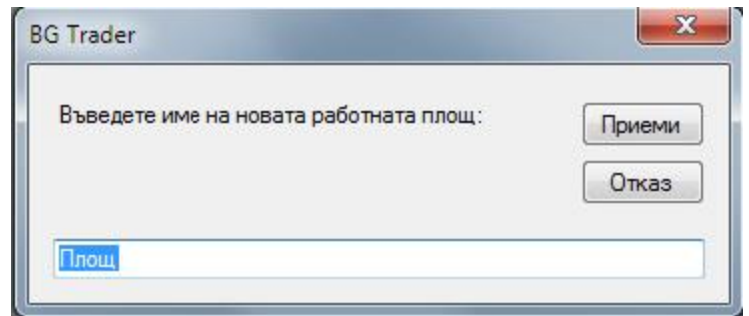 BG Trader
Въведете име на новата работната площ:
Приеми
Отказ
Площ